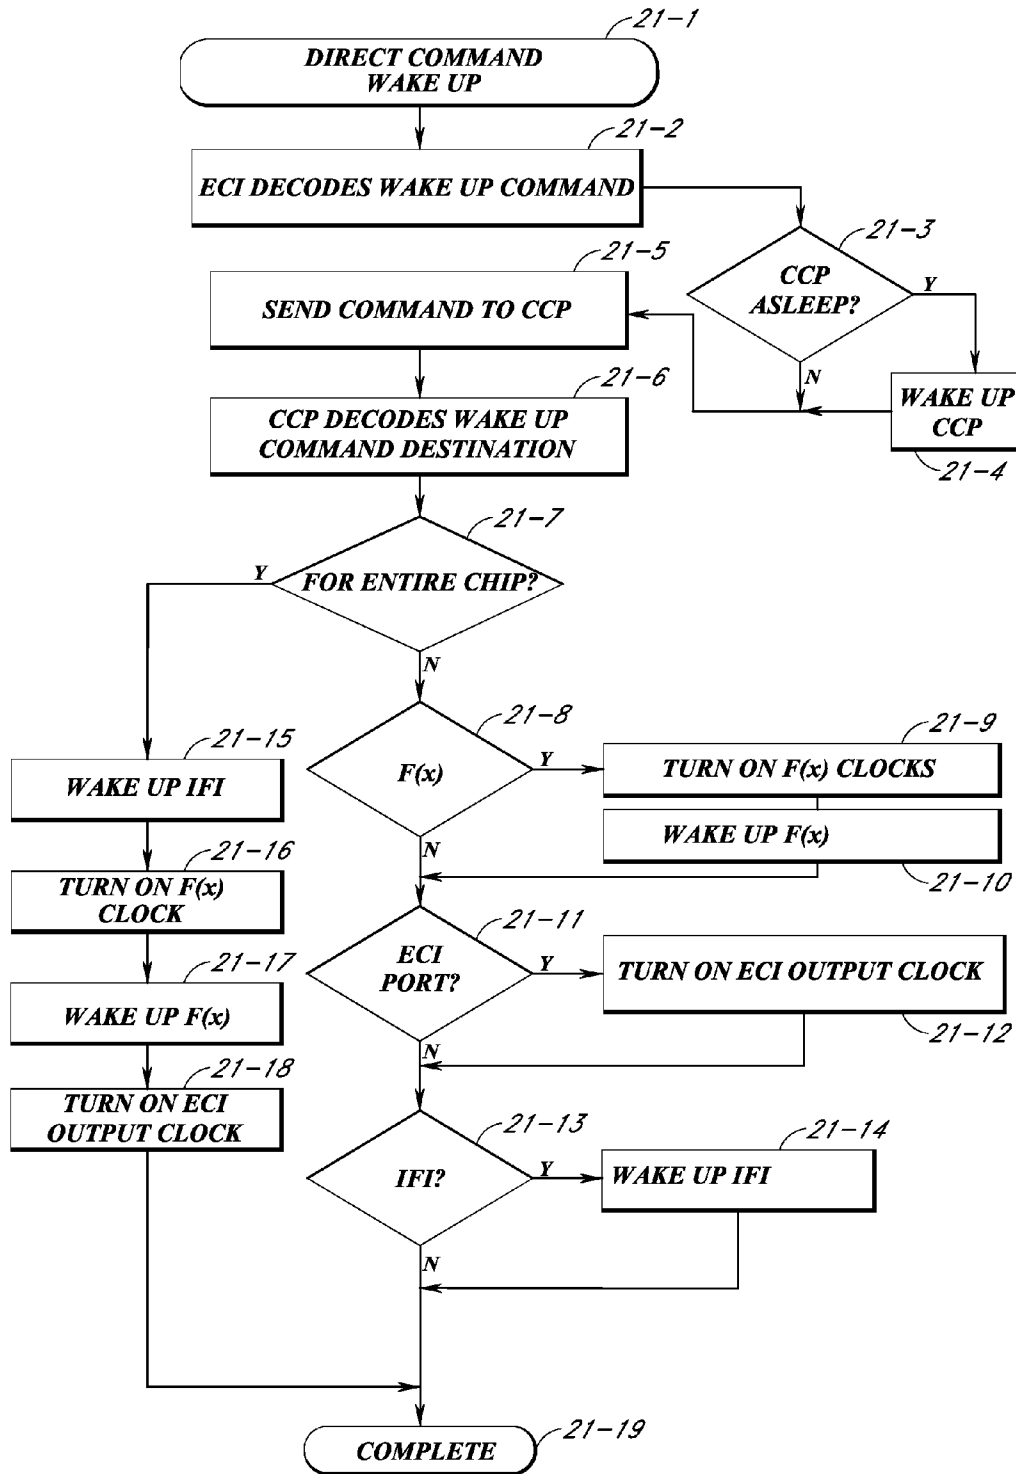 21-1
DIRECT COMMAND
WAKE UP
21-2
ECI DECODES WAKE UP COMMAND
21-3
CCP
ASLEEP?
Y
N
WAKE UP
CCP
21-4
21-5
SEND COMMAND TO CCP
21-6
CCP DECODES WAKE UP
COMMAND DESTINATION
21-7
FOR ENTIRE CHIP?
Y
N
21-8
F(x)
Y
N
21-9
TURN ON F(x) CLOCKS
WAKE UP F(x)
21-10
21-11
ECI
PORT?
Y
N
TURN ON ECI OUTPUT CLOCK
21-12
21-13
IFI?
Y
N
21-14
WAKE UP IFI
21-15
WAKE UP IFI
21-16
TURN ON F(x)
CLOCK
21-17
WAKE UP F(x)
21-18
TURN ON ECI
OUTPUT CLOCK
21-19
COMPLETE